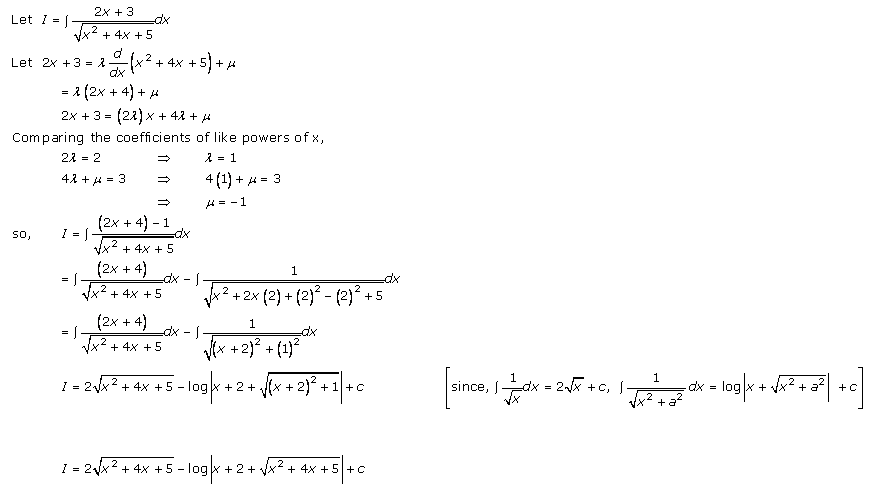 Let I = ∫ (2x + 3)/√(x² + 4x + 5) dx
Let 2x + 3 = λ d/dx (x² + 4x + 5) + μ
= λ(2x + 4) + μ
2x + 3 = (2λ)x + 4λ + μ
Comparing the coefficients of like powers of x,
2λ = 2 ⇒ λ = 1
4λ + μ = 3 ⇒ 4(1) + μ = 3
⇒ μ = −1
so, I = ∫ ((2x + 4) − 1)/√(x² + 4x + 5) dx
= ∫ (2x + 4)/√(x² + 4x + 5) dx − ∫ 1/√(x² + 2x(2) + (2)² − (2)² + 5) dx
= ∫ (2x + 4)/√(x² + 4x + 5) dx − ∫ 1/√((x + 2)² + (1)²) dx
I = 2√(x² + 4x + 5) − log|x + 2 + √((x + 2)² + 1)| + c [since, ∫ 1/√x dx = 2√x + c, ∫ 1/√(x² + a²) dx = log|x + √(x² + a²)| + c]
I = 2√(x² + 4x + 5) − log|x + 2 + √(x² + 4x + 5)| + c